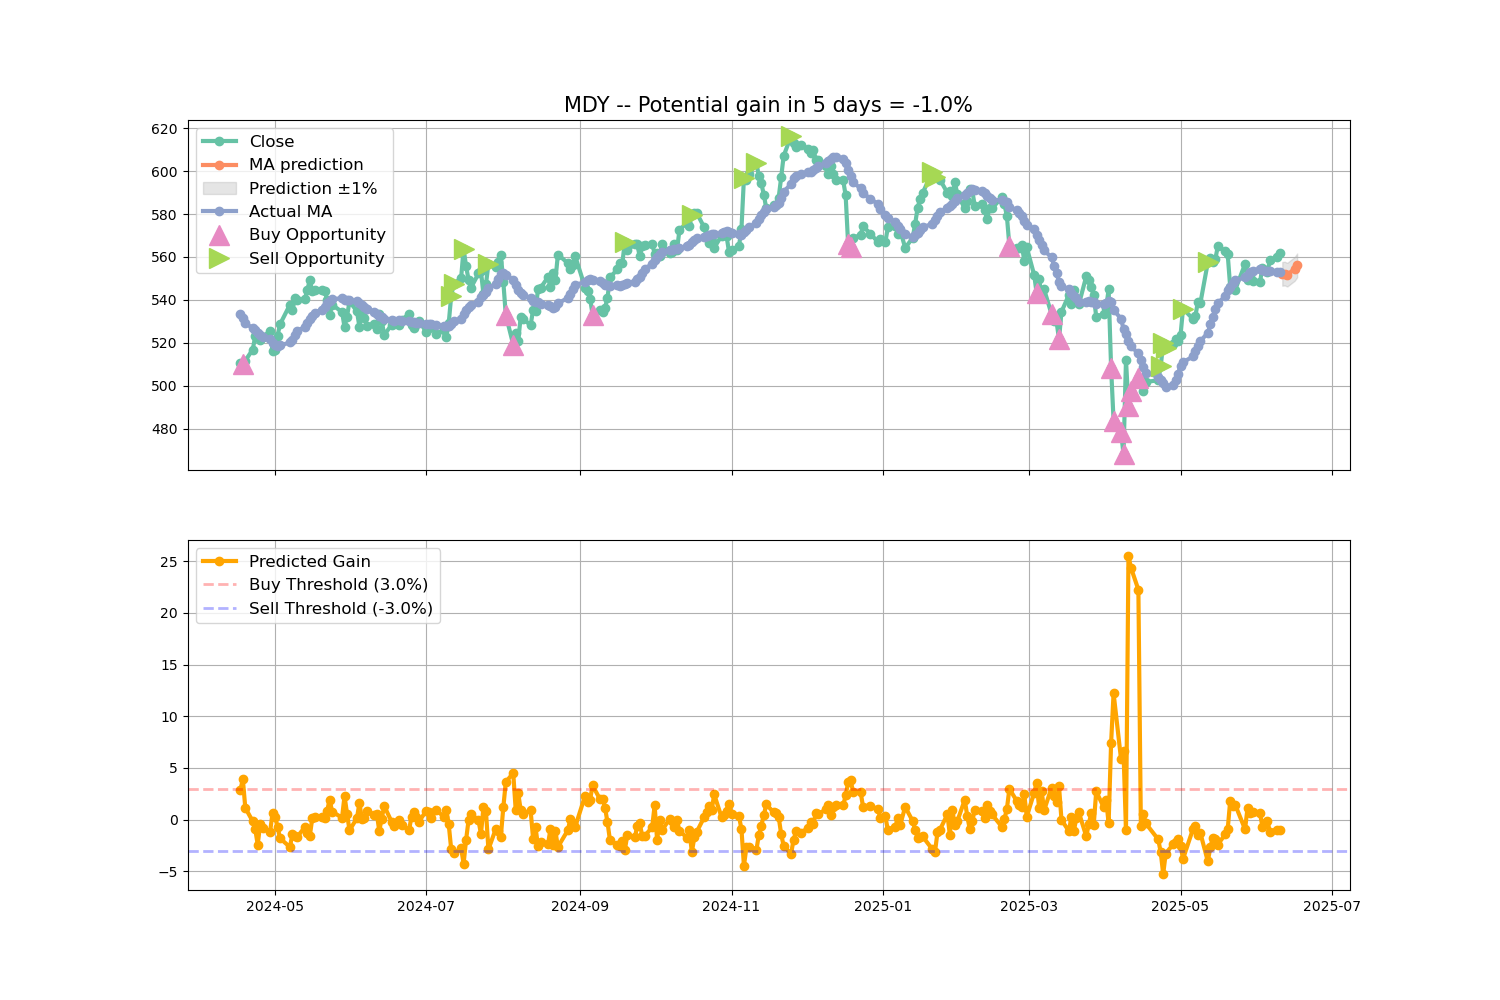 MDY -- Potential gain in 5 days = -1.0%
620
600
580
560
540
520
500
480
Close
MA prediction
Prediction ±1%
Actual MA
Buy Opportunity
Sell Opportunity
25
20
15
10
5
0
−5
Predicted Gain
Buy Threshold (3.0%)
Sell Threshold (-3.0%)
2024-05
2024-07
2024-09
2024-11
2025-01
2025-03
2025-05
2025-07